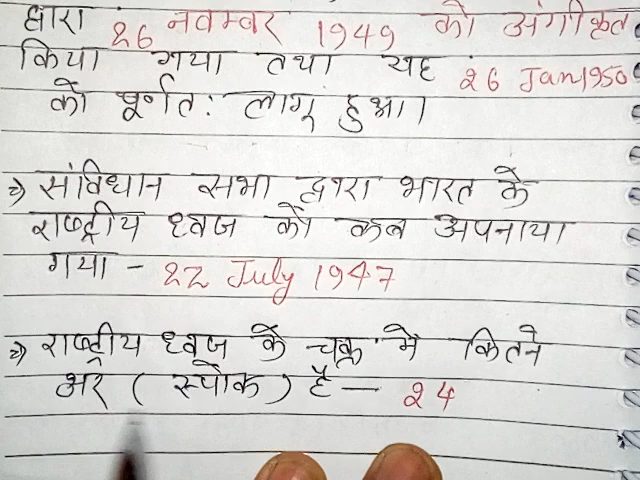 द्वारा 26 नवम्बर 1949 को अंगीकृत
किया गया तथा यह 26 Jan 1950
को पूर्णत: लागू हुआ।
⇒ संविधान सभा द्वारा भारत के
राष्ट्रीय ध्वज को कब अपनाया
गया - 22 July 1947
⇒ राष्ट्रीय ध्वज के चक्र में कितने
अरे (स्पोक) हैं — 24